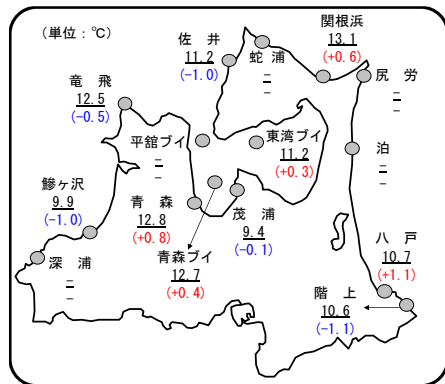 (単位：℃)
佐井
11.2
(-1.0)
蛇浦
－
－
関根浜
13.1
(+0.6)
尻労
－
－
竜飛
12.5
(-0.5)
平舘ブイ
－
－
東湾ブイ
11.2
(+0.3)
泊
－
－
鰺ヶ沢
9.9
(-1.0)
青森
12.8
(+0.8)
茂浦
9.4
(-0.1)
青森ブイ
12.7
(+0.4)
深浦
－
－
八戸
10.7
(+1.1)
階上
10.6
(-1.1)